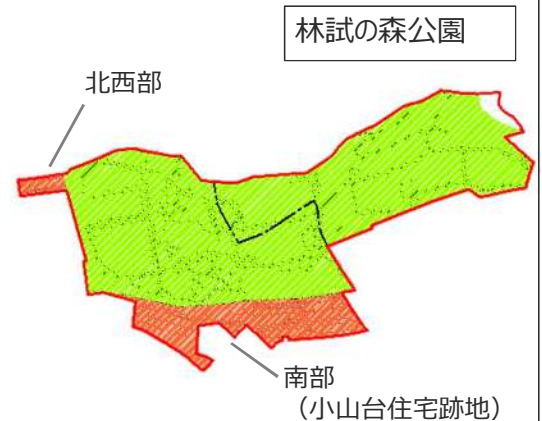 林試の森公園
北西部
南部
（小山台住宅跡地）